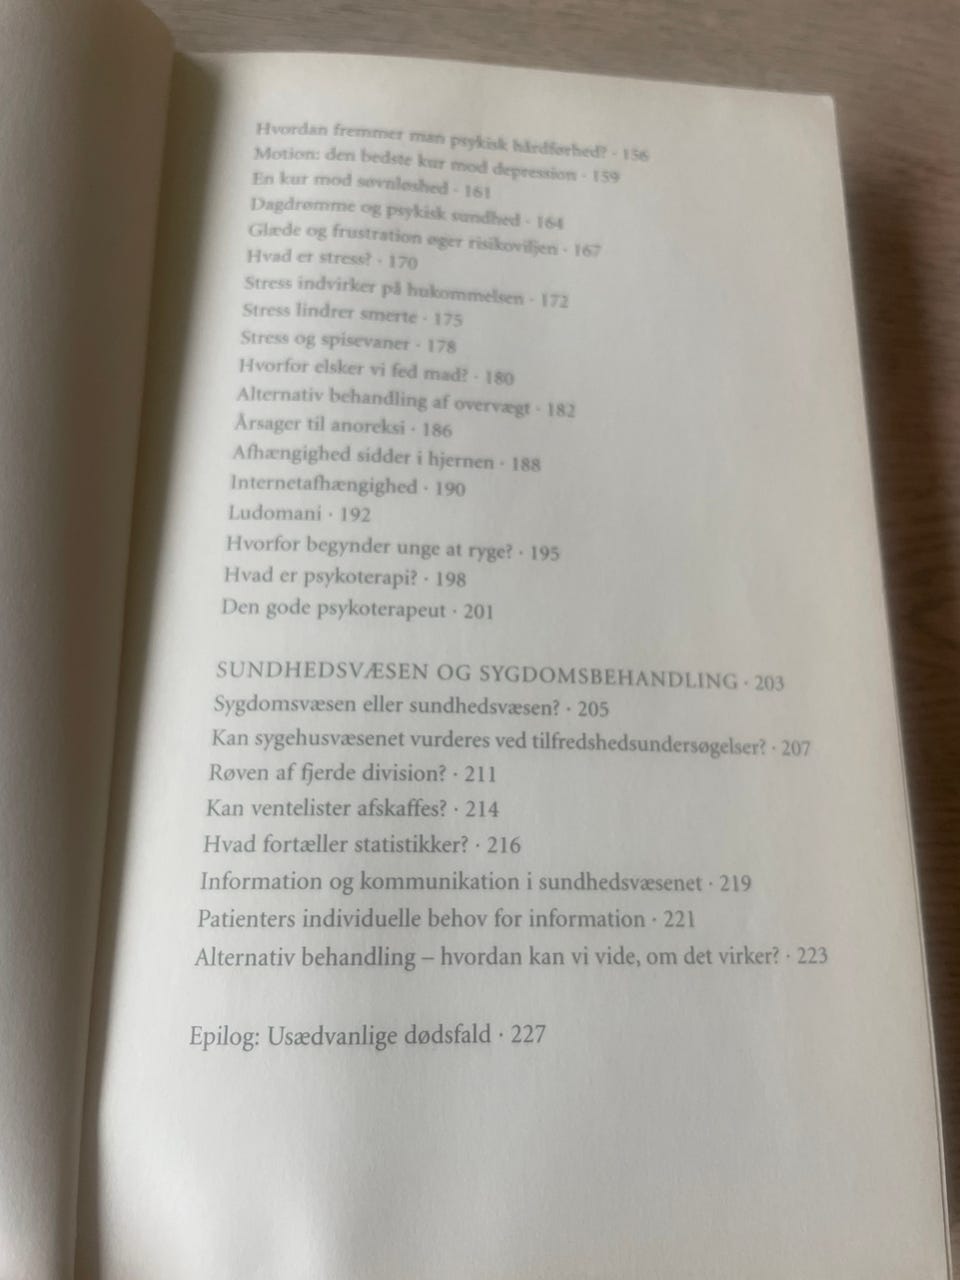 Hvordan fremmer man psykisk hårdførhed? · 156
Motion: den bedste kur mod depression · 159
En kur mod søvnløshed · 161
Dagdrømme og psykisk sundhed · 164
Glæde og frustration øger risikoviljen · 167
Hvad er stress? · 170
Stress indvirker på hukommelsen · 172
Stress lindrer smerte · 175
Stress og spisevaner · 178
Hvorfor elsker vi fed mad? · 180
Alternativ behandling af overvægt · 182
Årsager til anoreksi · 186
Afhængighed sidder i hjernen · 188
Internetafhængighed · 190
Ludomani · 192
Hvorfor begynder unge at ryge? · 195
Hvad er psykoterapi? · 198
Den gode psykoterapeut · 201
SUNDHEDSVÆSEN OG SYGDOMSBEHANDLING · 203
Sygdomsvæsen eller sundhedsvæsen? · 205
Kan sygehusvæsenet vurderes ved tilfredshedsundersøgelser? · 207
Røven af fjerde division? · 211
Kan ventelister afskaffes? · 214
Hvad fortæller statistikker? · 216
Information og kommunikation i sundhedsvæsenet · 219
Patienters individuelle behov for information · 221
Alternativ behandling – hvordan kan vi vide, om det virker? · 223
Epilog: Usædvanlige dødsfald · 227